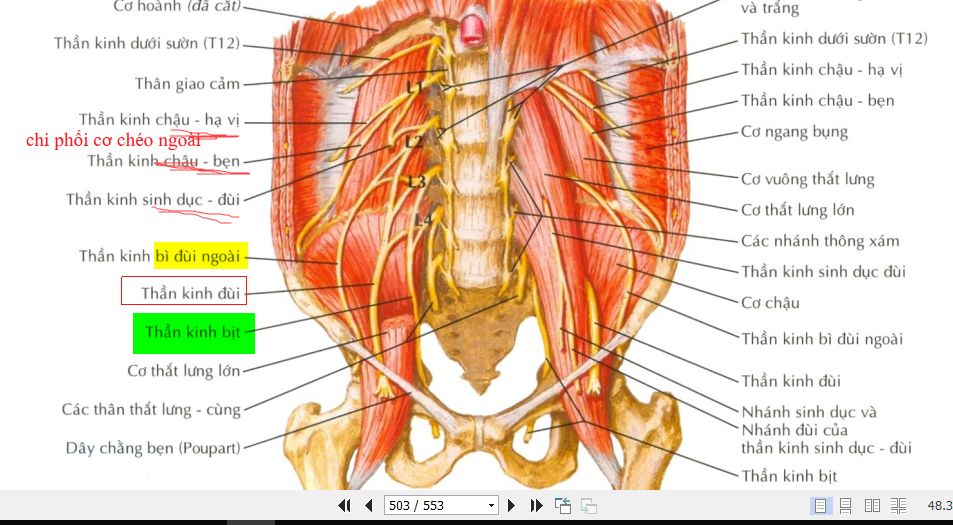 Cơ hoành (đã cắt)
Thần kinh dưới sườn (T12)
Thân giao cảm
Thần kinh chậu - hạ vị
chi phối cơ chéo ngoài
Thần kinh chậu - bẹn
Thần kinh sinh dục - đùi
Thần kinh bì đùi ngoài
Thần kinh đùi
Thần kinh bịt
Cơ thắt lưng lớn
Các thân thắt lưng - cùng
Dây chằng bẹn (Poupart)
L1
L2
L3
L4
và trắng
Thần kinh dưới sườn (T12)
Thần kinh chậu - hạ vị
Thần kinh chậu - bẹn
Cơ ngang bụng
Cơ vuông thắt lưng
Cơ thắt lưng lớn
Các nhánh thông xám
Thần kinh sinh dục đùi
Cơ chậu
Thần kinh bì đùi ngoài
Thần kinh đùi
Nhánh sinh dục và
Nhánh đùi của
thần kinh sinh dục - đùi
Thần kinh bịt
503 / 553
48.3